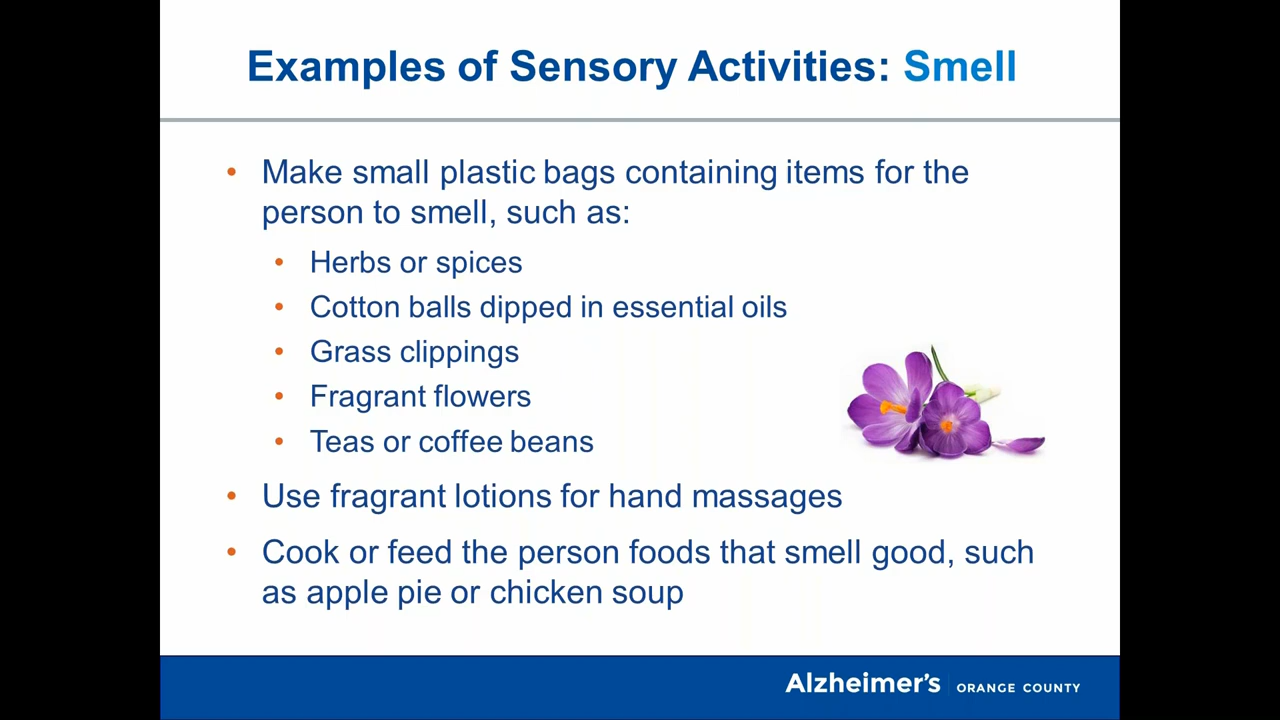 Examples of Sensory Activities: Smell
• Make small plastic bags containing items for the
person to smell, such as:
• Herbs or spices
• Cotton balls dipped in essential oils
• Grass clippings
• Fragrant flowers
• Teas or coffee beans
• Use fragrant lotions for hand massages
• Cook or feed the person foods that smell good, such
as apple pie or chicken soup
Alzheimer's | ORANGE COUNTY